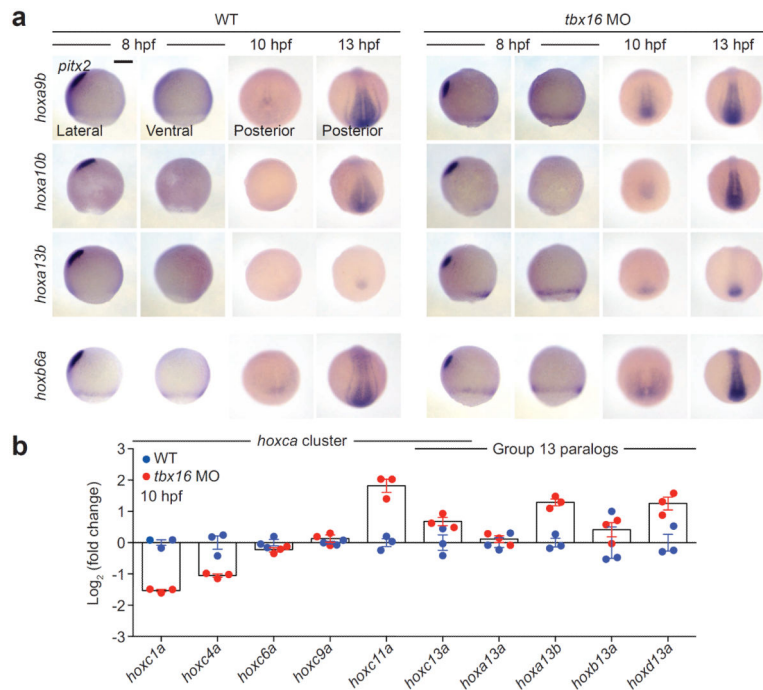 a
WT
tbx16 MO
8 hpf
10 hpf
13 hpf
8 hpf
10 hpf
13 hpf
pitx2
hoxa9b
Lateral
Ventral
Posterior
Posterior
hoxa10b
hoxa13b
hoxb6a
b
hoxca cluster
Group 13 paralogs
WT
tbx16 MO
10 hpf
Log2 (fold change)
3
2
1
0
-1
-2
-3
hoxc1a
hoxc4a
hoxc6a
hoxc9a
hoxc11a
hoxc13a
hoxa13a
hoxa13b
hoxb13a
hoxd13a